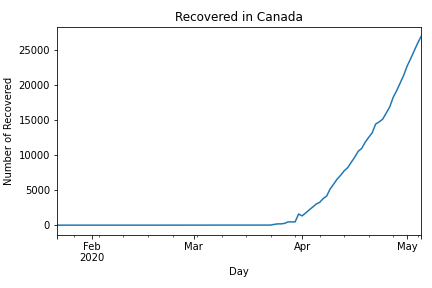 Recovered in Canada
Number of Recovered
25000
20000
15000
10000
5000
0
Feb
2020
Mar
Apr
May
Day